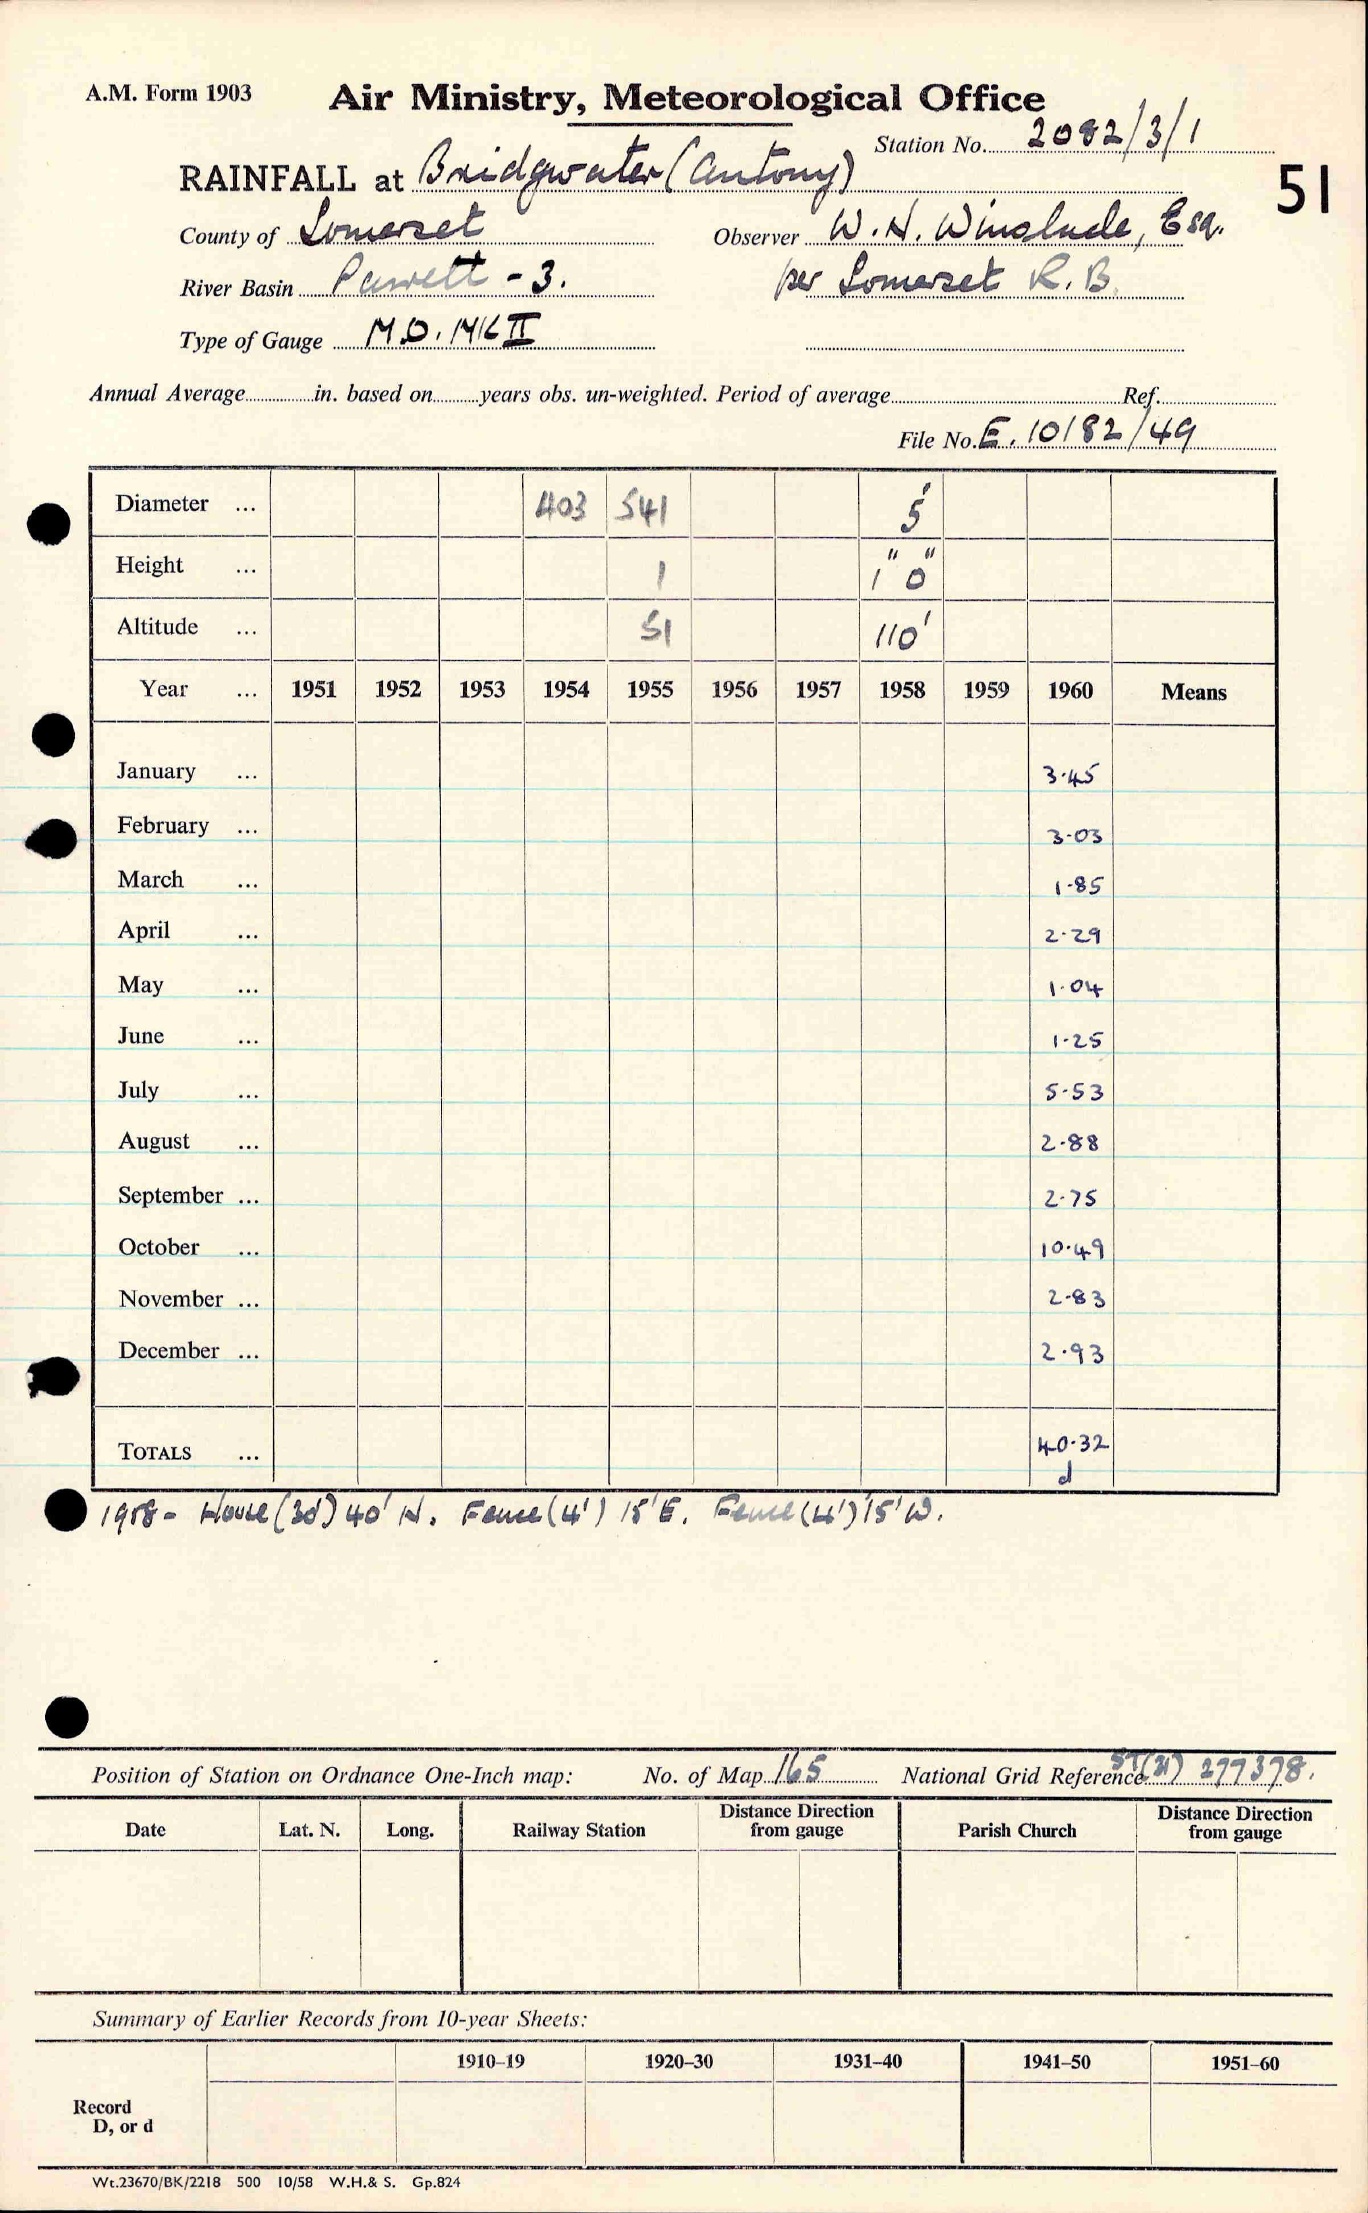 A.M. Form 1903
Air Ministry, Meteorological Office
Station No. 2082/3/1
RAINFALL at Bridgwater (Antony)
51
County of Somerset Observer W.H. Winslade, Esq.
River Basin Parrett - 3. per Somerset R.B.
Type of Gauge M.O. MK II
Annual Average in. based on years obs. un-weighted. Period of average Ref.
File No. E.10182/49
Diameter ... 403 541 5'
Height ... 1 1" 0"
Altitude ... 51 110'
Year ... 1951 1952 1953 1954 1955 1956 1957 1958 1959 1960 Means
January ... 3.45
February ... 3.03
March ... 1.85
April ... 2.29
May ... 1.04
June ... 1.25
July ... 5.53
August ... 2.88
September ... 2.75
October ... 10.49
November ... 2.83
December ... 2.93
TOTALS ... 40.32
d
1958 - House (30') 40' N. Fence (4') 15' E. Fence (4') 15' W.
Position of Station on Ordnance One-Inch map: No. of Map 165 National Grid Reference ST(31) 277378.
Date Lat. N. Long. Railway Station Distance Direction from gauge Parish Church Distance Direction from gauge
Summary of Earlier Records from 10-year Sheets:
1910–19 1920–30 1931–40 1941–50 1951–60
Record
D, or d
Wt.23670/BK/2218 500 10/58 W.H.& S. Gp.824